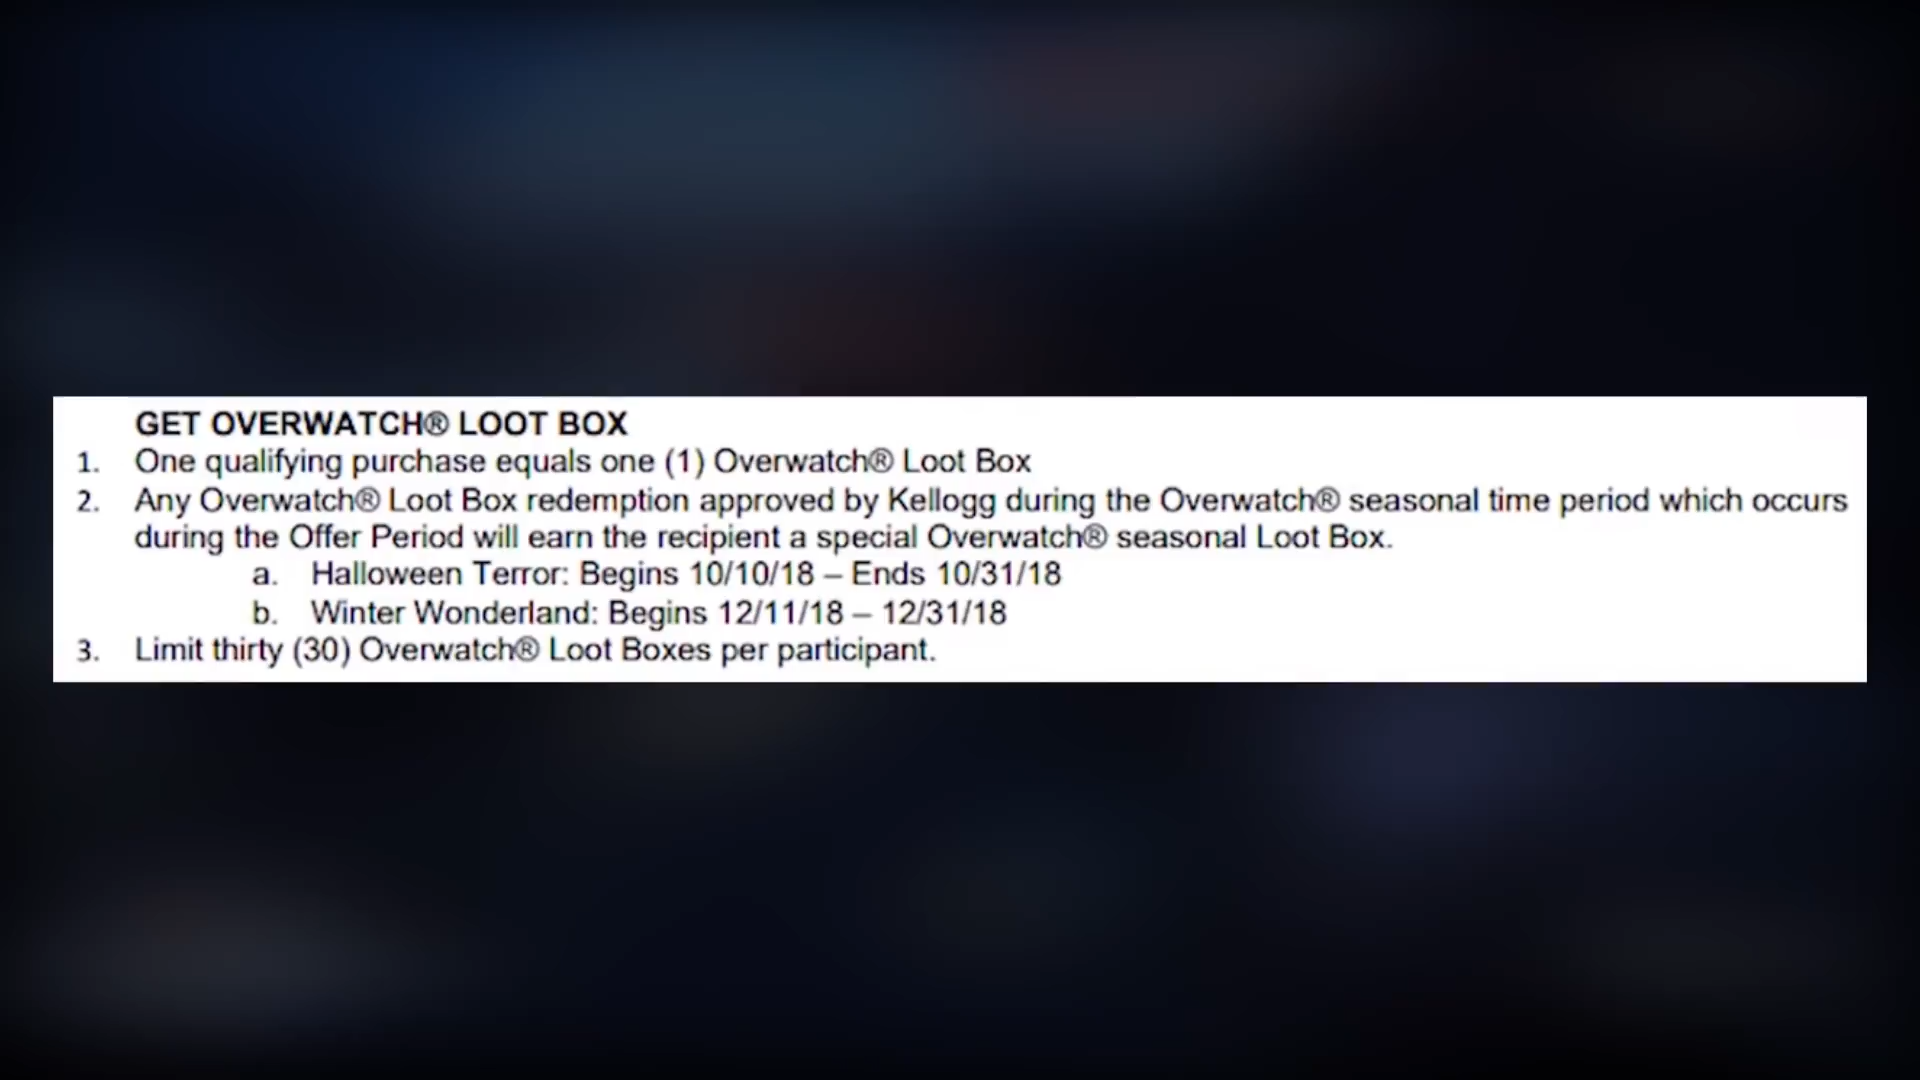 GET OVERWATCH® LOOT BOX
1. One qualifying purchase equals one (1) Overwatch® Loot Box
2. Any Overwatch® Loot Box redemption approved by Kellogg during the Overwatch® seasonal time period which occurs
during the Offer Period will earn the recipient a special Overwatch® seasonal Loot Box.
a. Halloween Terror: Begins 10/10/18 – Ends 10/31/18
b. Winter Wonderland: Begins 12/11/18 – 12/31/18
3. Limit thirty (30) Overwatch® Loot Boxes per participant.